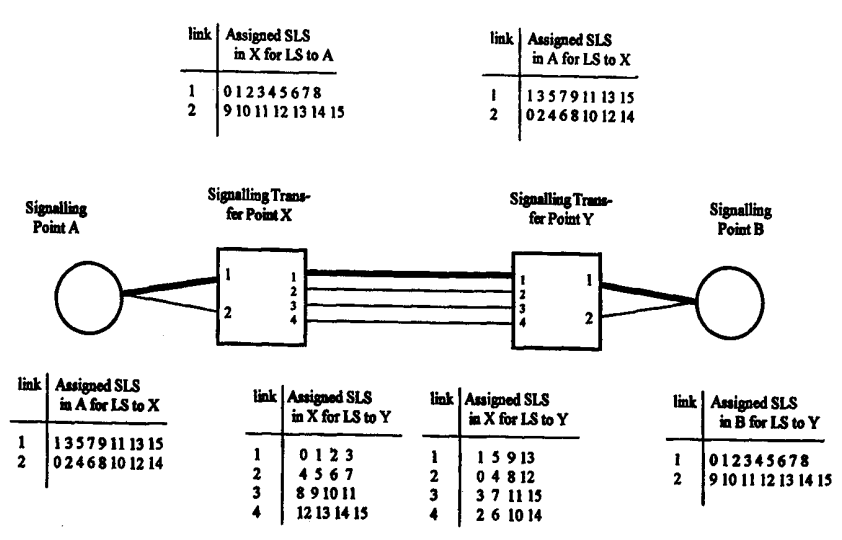 link Assigned SLS
in X for LS to A
1 0 1 2 3 4 5 6 7 8
2 9 10 11 12 13 14 15
link Assigned SLS
in A for LS to X
1 1 3 5 7 9 11 13 15
2 0 2 4 6 8 10 12 14
Signalling
Point A
Signalling Trans-
fer Point X
Signalling Trans-
fer Point Y
Signalling
Point B
1
2
1
2
3
4
1
2
3
4
1
2
link Assigned SLS
in A for LS to X
1 1 3 5 7 9 11 13 15
2 0 2 4 6 8 10 12 14
link Assigned SLS
in X for LS to Y
1 0 1 2 3
2 4 5 6 7
3 8 9 10 11
4 12 13 14 15
link Assigned SLS
in X for LS to Y
1 1 5 9 13
2 0 4 8 12
3 3 7 11 15
4 2 6 10 14
link Assigned SLS
in B for LS to Y
1 0 1 2 3 4 5 6 7 8
2 9 10 11 12 13 14 15